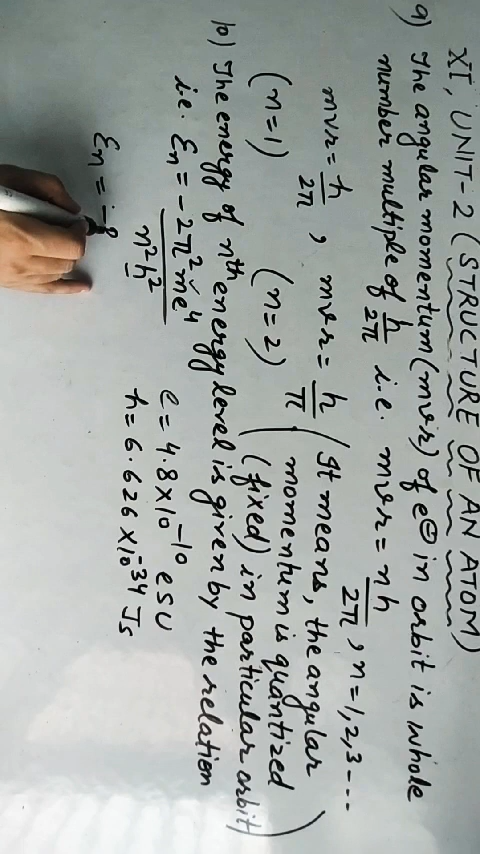 XI, UNIT-2 (STRUCTURE OF AN ATOM)
a) The angular momentum (mvr) of e⊖ in orbit is whole
number multiple of h/2π i.e. mvr = nh/2π, n=1,2,3---
mvr = h/2π, mvr = h/π (It means, the angular
momentum is quantized
(n=1) (n=2) (fixed) in particular orbit)
b) The energy of nth energy level is given by the relation
i.e. En = -2π²me⁴/n²h² e = 4.8×10⁻¹⁰ esu
h = 6.626×10⁻³⁴ Js
En = -